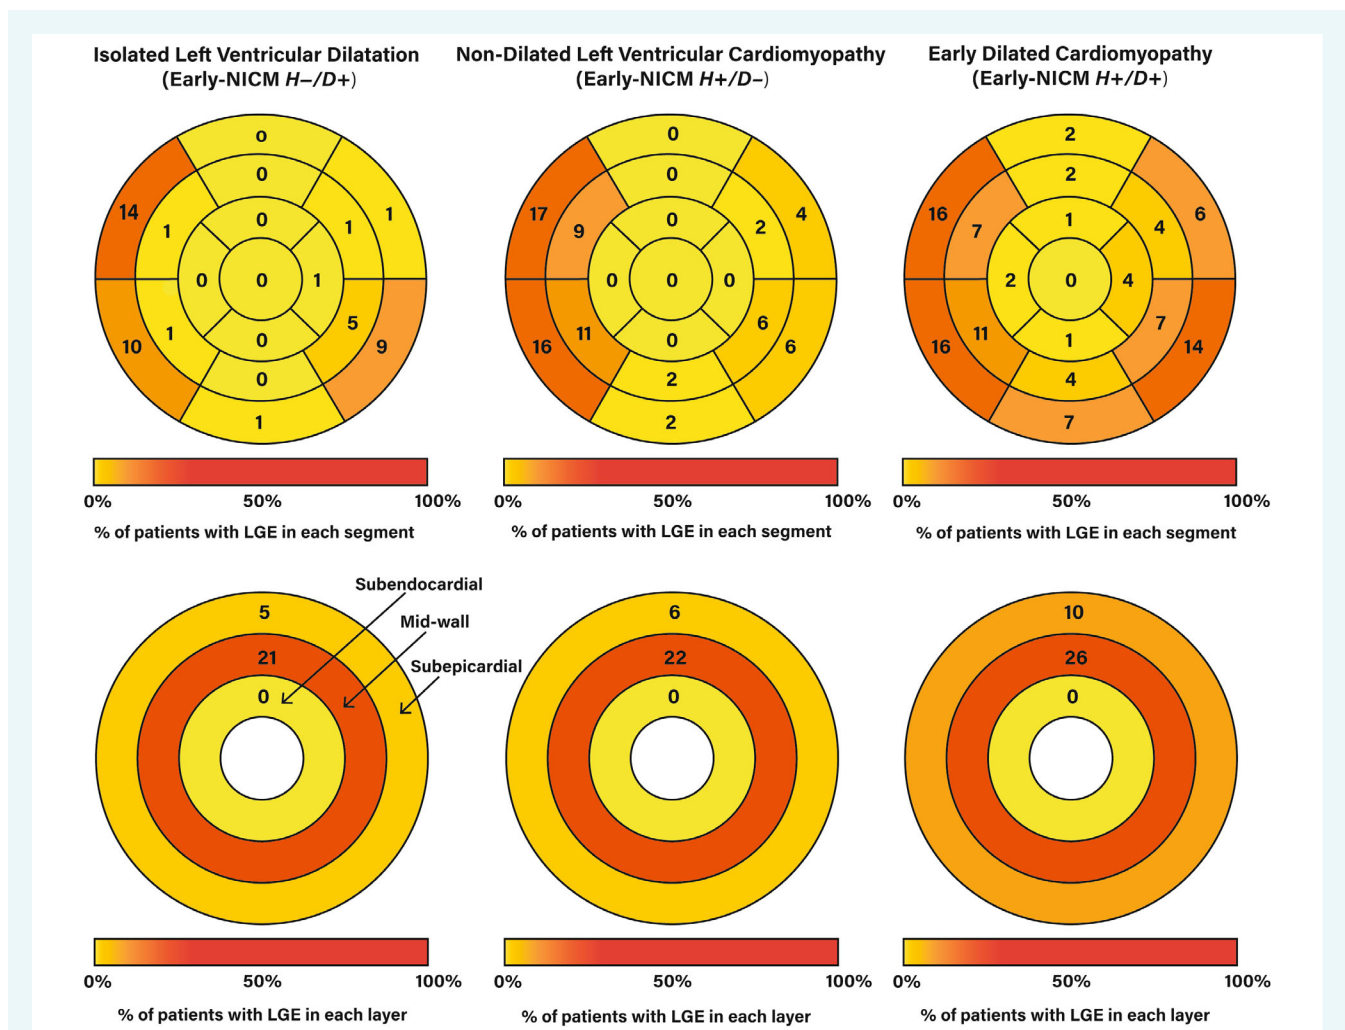 Isolated Left Ventricular Dilatation
(Early-NICM H–/D+)
Non-Dilated Left Ventricular Cardiomyopathy
(Early-NICM H+/D–)
Early Dilated Cardiomyopathy
(Early-NICM H+/D+)
0
0
14
1
1
1
0
0
0
1
10
1
5
9
0
0
1
0% 50% 100%
% of patients with LGE in each segment
0
0
17
9
2
4
0
0
0
0
16
11
6
6
0
2
2
0% 50% 100%
% of patients with LGE in each segment
2
2
16
7
4
6
1
2
0
4
16
11
7
14
1
4
7
0% 50% 100%
% of patients with LGE in each segment
Subendocardial
Mid-wall
Subepicardial
5
21
0
0% 50% 100%
% of patients with LGE in each layer
6
22
0
0% 50% 100%
% of patients with LGE in each layer
10
26
0
0% 50% 100%
% of patients with LGE in each layer